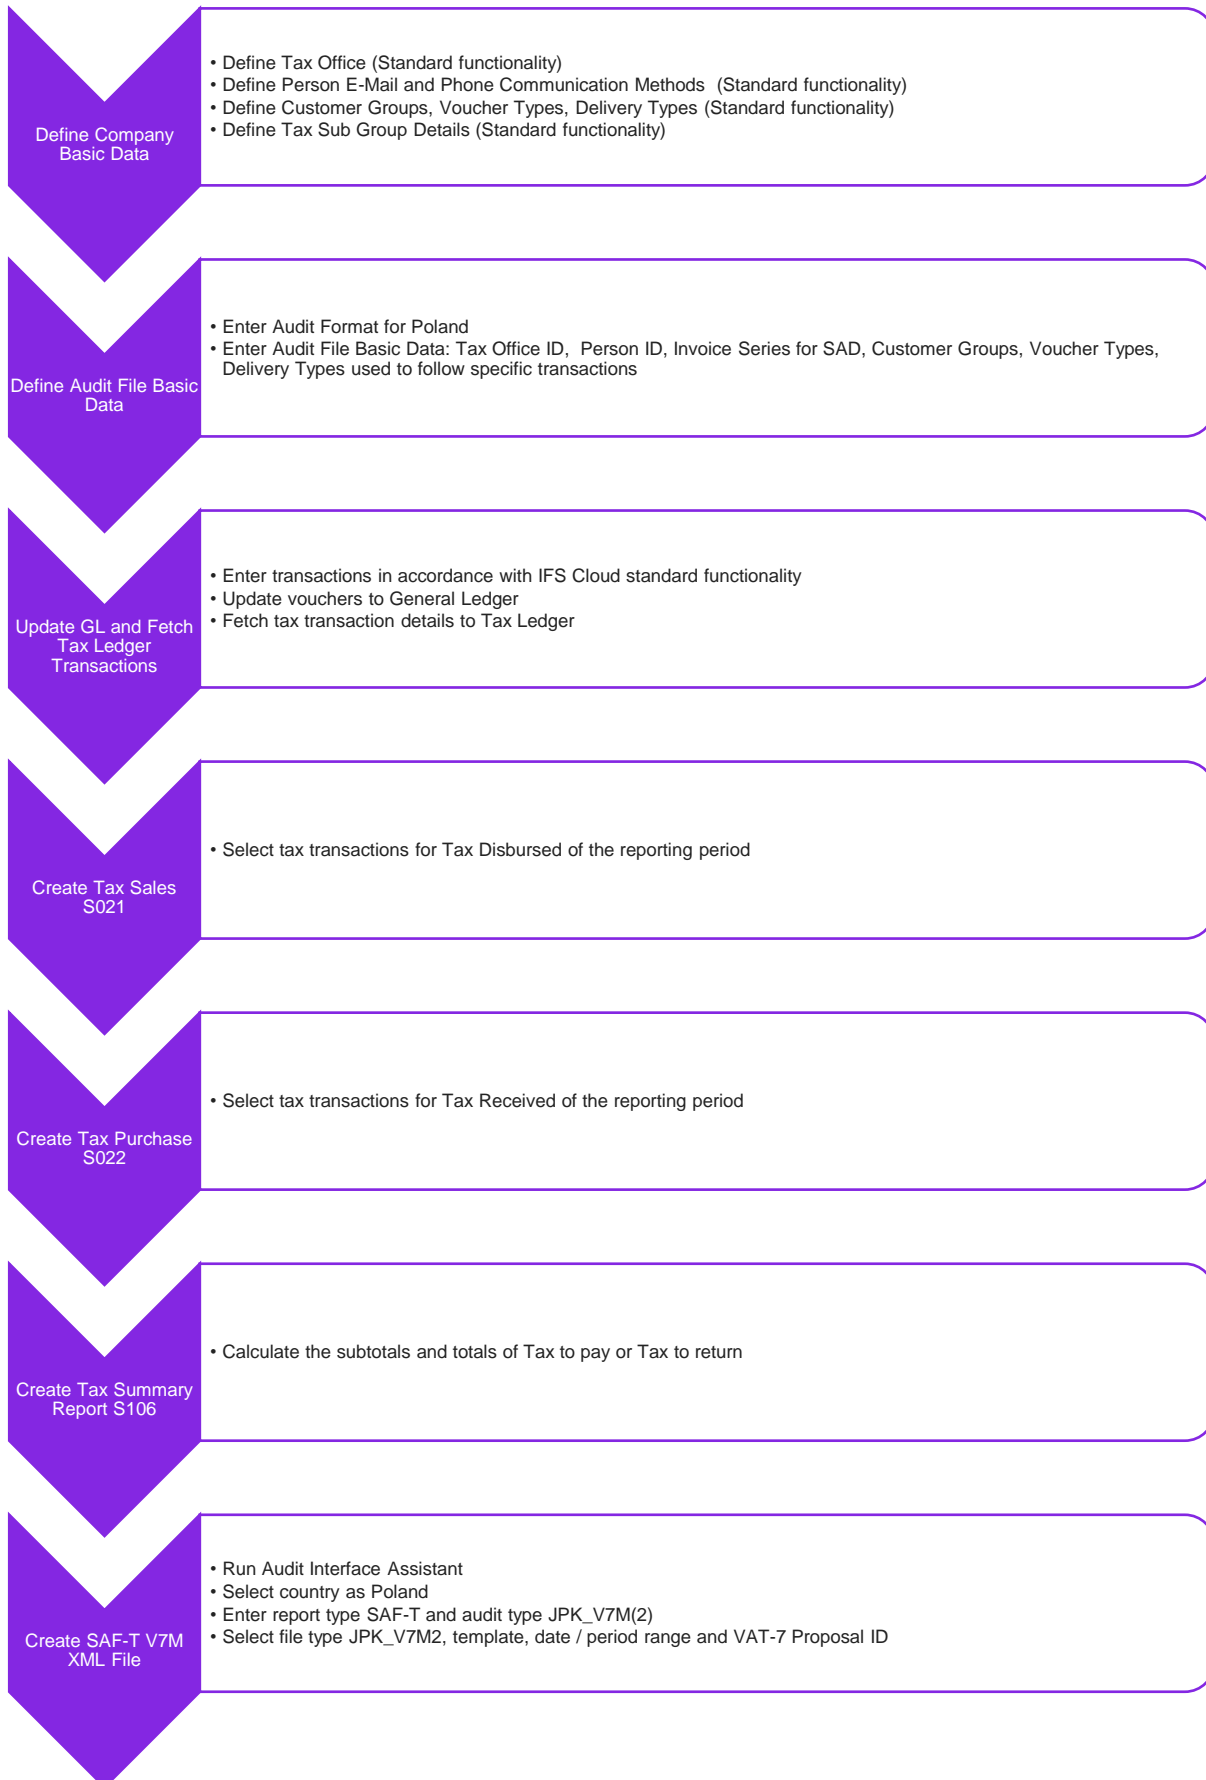 Define Company
Basic Data
• Define Tax Office (Standard functionality)
• Define Person E-Mail and Phone Communication Methods  (Standard functionality)
• Define Customer Groups, Voucher Types, Delivery Types (Standard functionality)
• Define Tax Sub Group Details (Standard functionality)
Define Audit File Basic
Data
• Enter Audit Format for Poland
• Enter Audit File Basic Data: Tax Office ID,  Person ID, Invoice Series for SAD, Customer Groups, Voucher Types,
Delivery Types used to follow specific transactions
Update GL and Fetch
Tax Ledger
Transactions
• Enter transactions in accordance with IFS Cloud standard functionality
• Update vouchers to General Ledger
• Fetch tax transaction details to Tax Ledger
Create Tax Sales
S021
• Select tax transactions for Tax Disbursed of the reporting period
Create Tax Purchase
S022
• Select tax transactions for Tax Received of the reporting period
Create Tax Summary
Report S106
• Calculate the subtotals and totals of Tax to pay or Tax to return
Create SAF-T V7M
XML File
• Run Audit Interface Assistant
• Select country as Poland
• Enter report type SAF-T and audit type JPK_V7M(2)
• Select file type JPK_V7M2, template, date / period range and VAT-7 Proposal ID